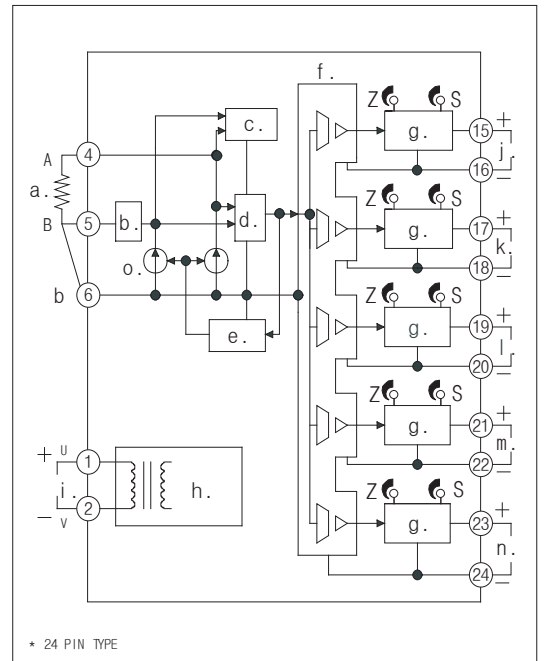 f.
Z S
c.
g.
15 +
A 4
j.
16 −
a.
d.
Z S
B 5 b.
17 +
g.
k.
o.
18 −
b 6
Z S
e.
19 +
g.
l.
20 −
Z S
21 +
+ U 1
g.
m.
22 −
i.
h.
Z S
− V 2
23 +
g.
n.
24 −
* 24 PIN TYPE